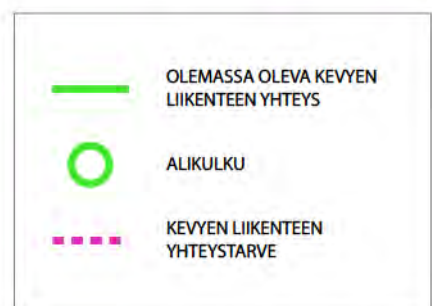 OLEMASSA OLEVA KEVYEN
LIIKENTEEN YHTEYS
ALIKULKU
KEVYEN LIIKENTEEN
YHTEYSTARVE